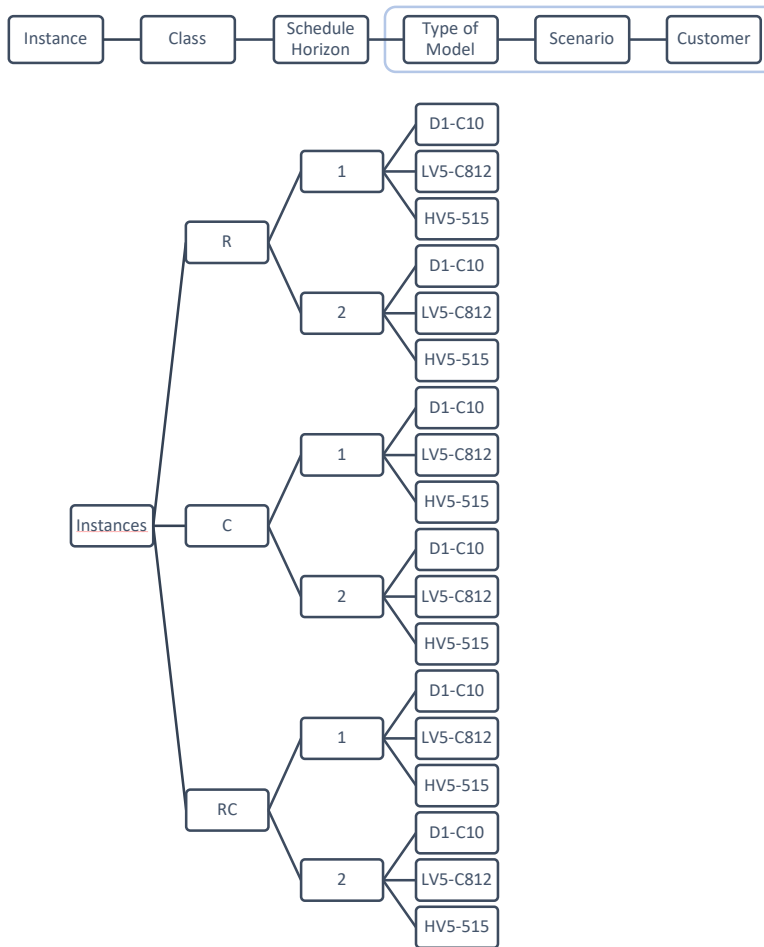 Instance
Class
Schedule
Horizon
Type of
Model
Scenario
Customer
D1-C10
1
LV5-C812
HV5-515
R
D1-C10
2
LV5-C812
HV5-515
D1-C10
1
LV5-C812
HV5-515
Instances
C
D1-C10
2
LV5-C812
HV5-515
D1-C10
1
LV5-C812
HV5-515
RC
D1-C10
2
LV5-C812
HV5-515